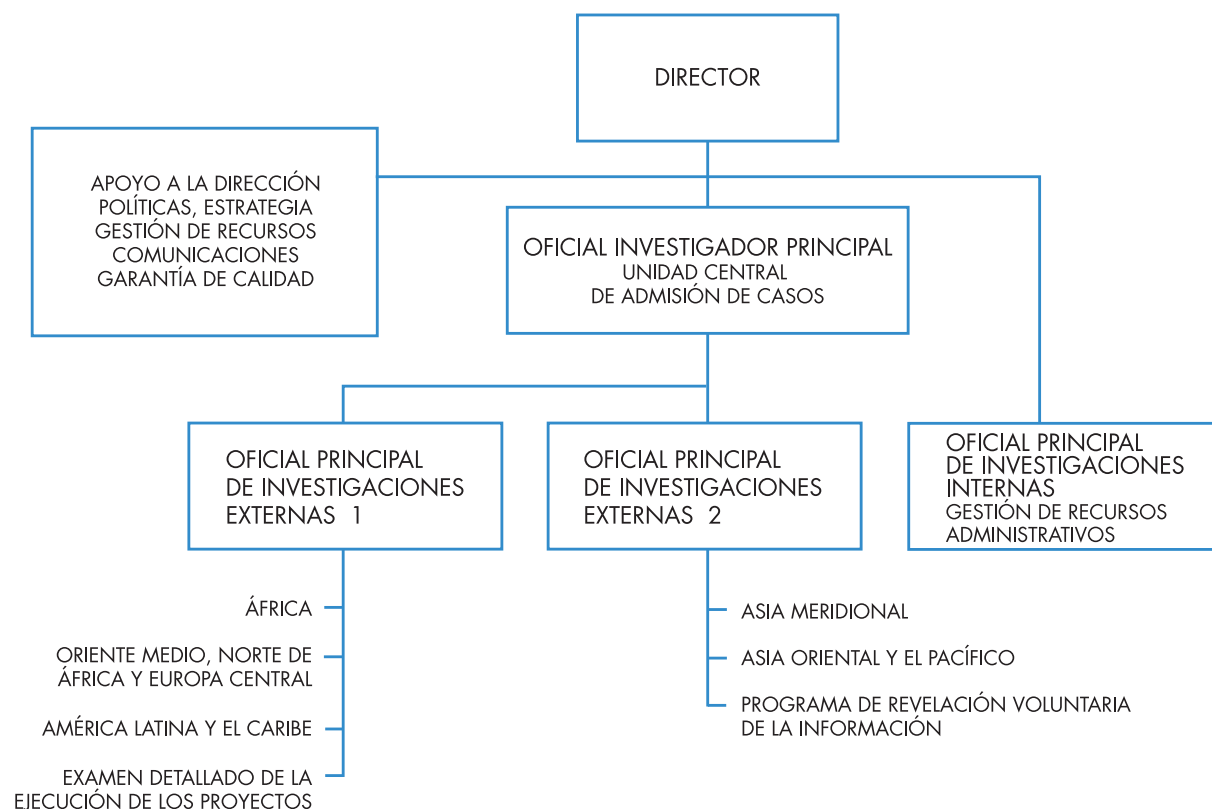 DIRECTOR
APOYO A LA DIRECCIÓN
POLÍTICAS, ESTRATEGIA
GESTIÓN DE RECURSOS
COMUNICACIONES
GARANTÍA DE CALIDAD
OFICIAL INVESTIGADOR PRINCIPAL
UNIDAD CENTRAL
DE ADMISIÓN DE CASOS
OFICIAL PRINCIPAL
DE INVESTIGACIONES
EXTERNAS 1
OFICIAL PRINCIPAL
DE INVESTIGACIONES
EXTERNAS 2
OFICIAL PRINCIPAL
DE INVESTIGACIONES
INTERNAS
GESTIÓN DE RECURSOS
ADMINISTRATIVOS
ÁFRICA
ORIENTE MEDIO, NORTE DE
ÁFRICA Y EUROPA CENTRAL
AMÉRICA LATINA Y EL CARIBE
EXAMEN DETALLADO DE LA
EJECUCIÓN DE LOS PROYECTOS
ASIA MERIDIONAL
ASIA ORIENTAL Y EL PACÍFICO
PROGRAMA DE REVELACIÓN VOLUNTARIA
DE LA INFORMACIÓN